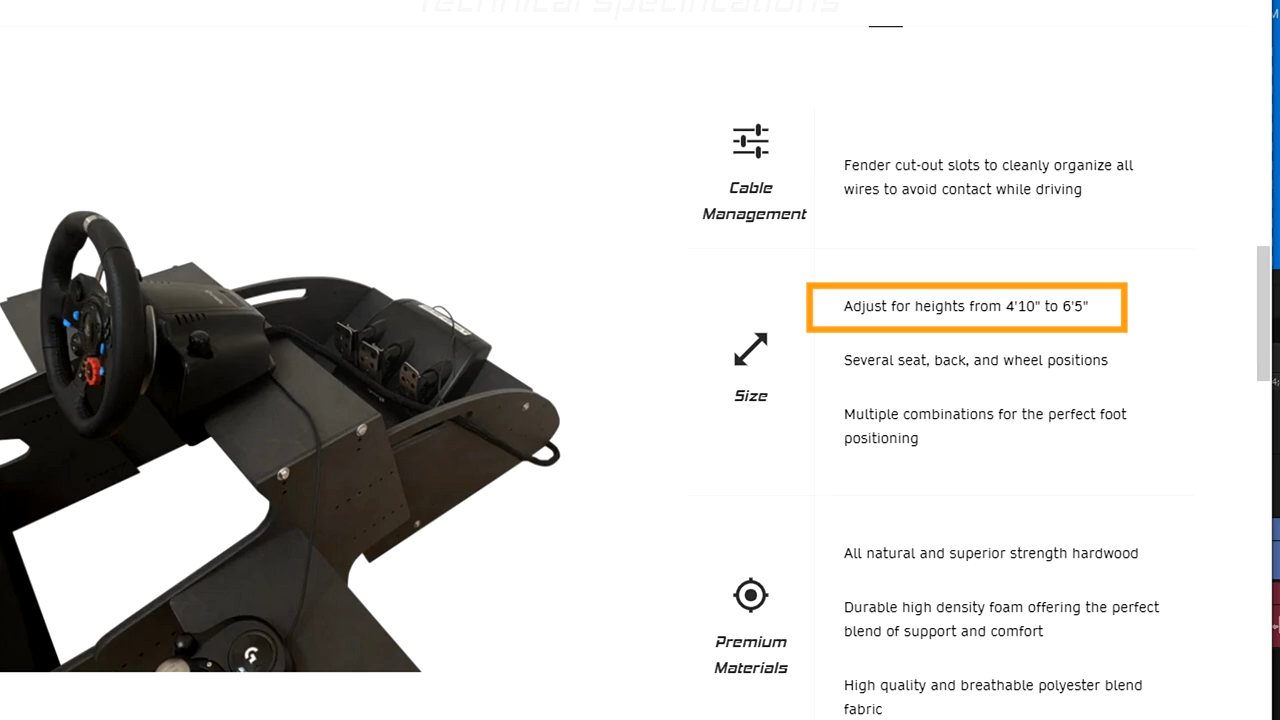 Technical specifications
Cable
Management
Fender cut-out slots to cleanly organize all
wires to avoid contact while driving
Size
Adjust for heights from 4'10" to 6'5"
Several seat, back, and wheel positions
Multiple combinations for the perfect foot
positioning
Premium
Materials
All natural and superior strength hardwood
Durable high density foam offering the perfect
blend of support and comfort
High quality and breathable polyester blend
fabric